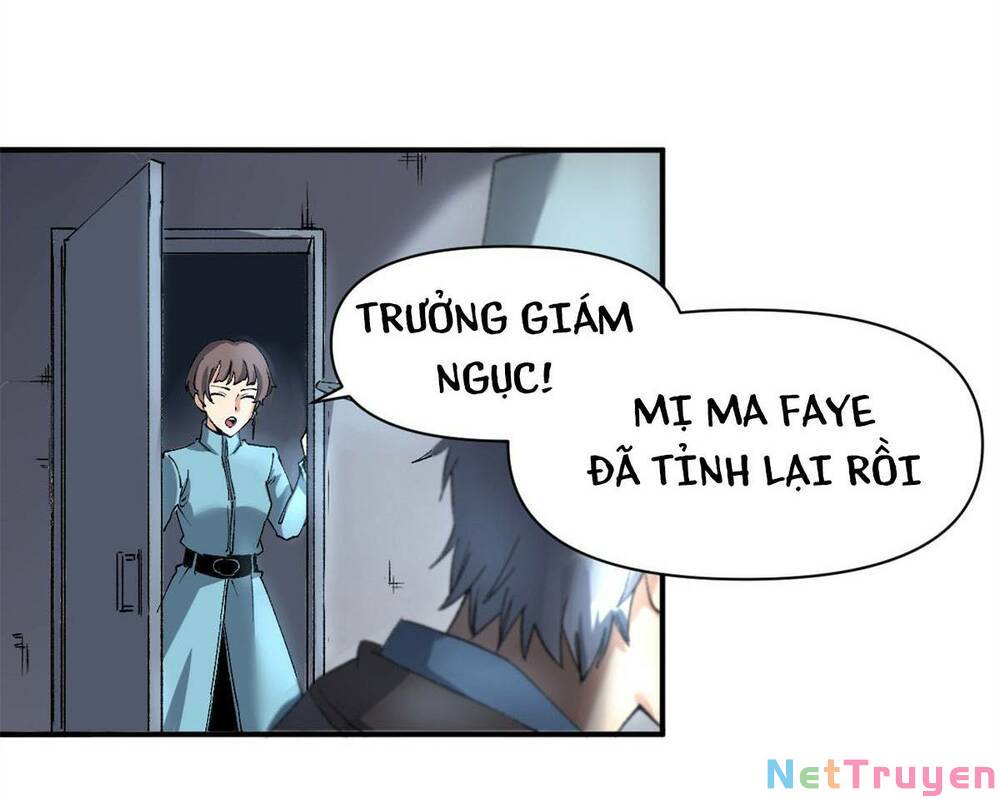 TRƯỞNG GIÁM
NGỤC!
MỊ MA FAYE
ĐÃ TỈNH LẠI RỒI
NetTruyen